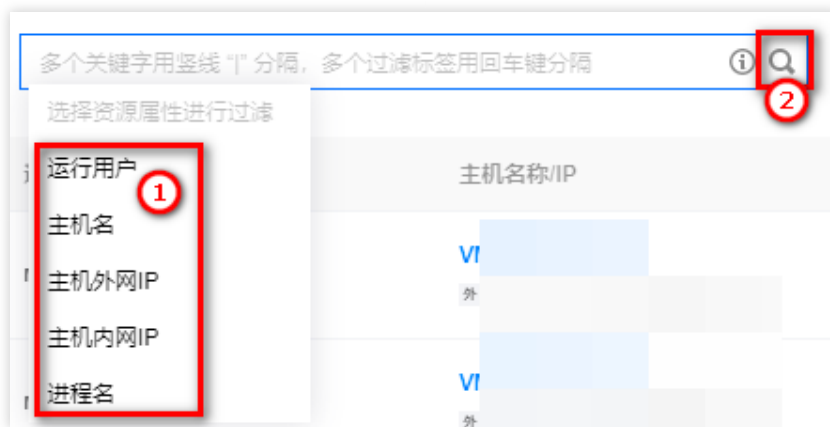 多个关键字用竖线 “|” 分隔，多个过滤标签用回车键分隔
②
选择资源属性进行过滤
运行用户
①
主机名称/IP
主机名
主机外网IP
外
主机内网IP
进程名
外